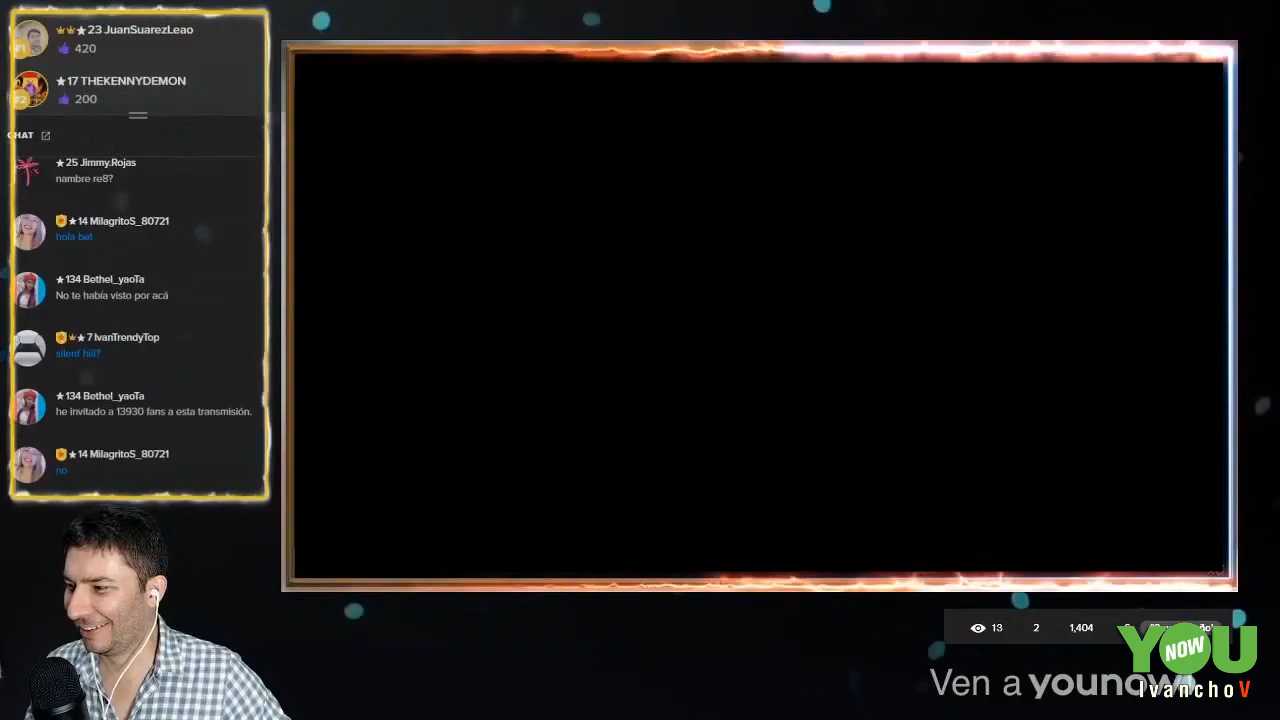 23 JuanSuarezLeao
#1
420
17 THEKENNYDEMON
#2
200
CHAT
25 Jimmy.Rojas
nambre re8?
14 MilagritoS_80721
hola bet
134 Bethel_yaoTa
No te había visto por acá
7 IvanTrendyTop
silent hill?
134 Bethel_yaoTa
he invitado a 13930 fans a esta transmisión.
14 MilagritoS_80721
no
13 2 1,404
YOU
NOW
Ven a younow
IvanchoV